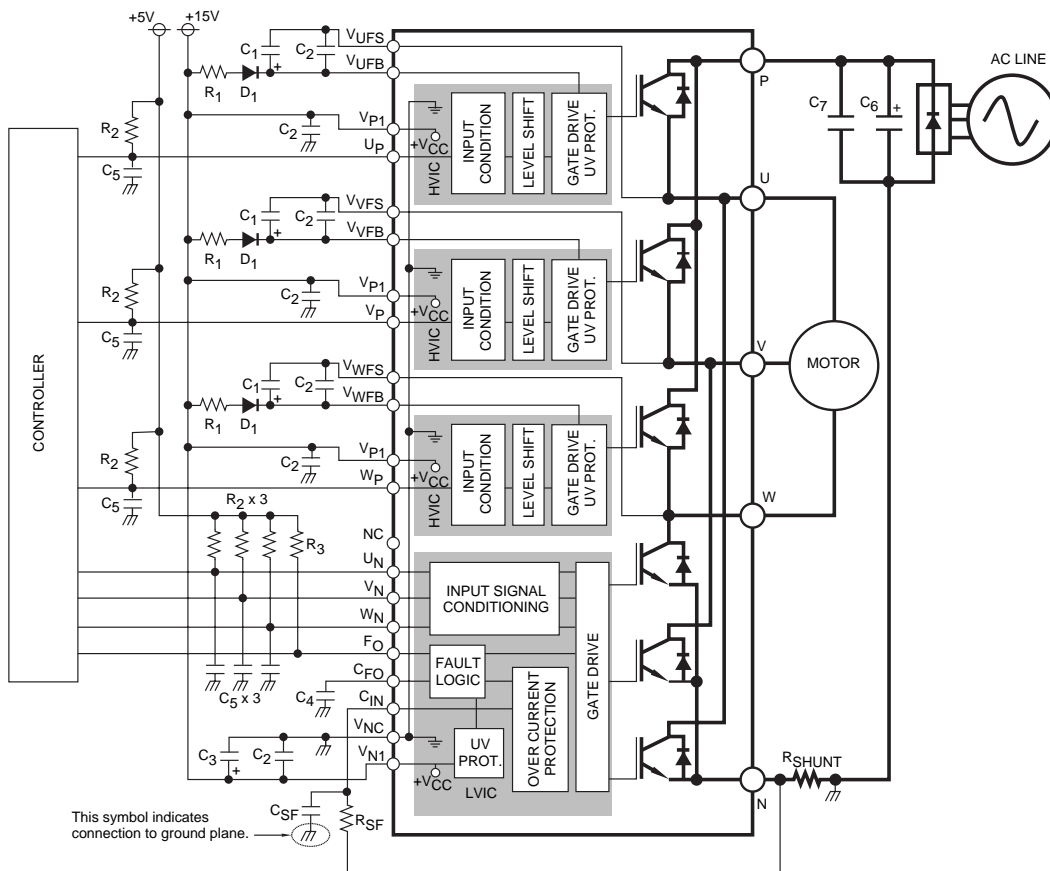 +5V
+15V
C1
C2
VUFS
VUFB
R1
D1
R2
C5
C2
VP1
UP
+VCC
HVIC
INPUT
CONDITION
LEVEL SHIFT
GATE DRIVE
UV PROT.
P
C7
C6
+
AC LINE
U
C1
C2
VVFS
VVFB
+
R1
D1
R2
C5
C2
VP1
VP
+VCC
HVIC
INPUT
CONDITION
LEVEL SHIFT
GATE DRIVE
UV PROT.
V
MOTOR
CONTROLLER
C1
C2
VWFS
VWFB
+
R1
D1
R2
C5
C2
VP1
WP
+VCC
HVIC
INPUT
CONDITION
LEVEL SHIFT
GATE DRIVE
UV PROT.
W
R2 x 3
R3
NC
UN
VN
WN
FO
CFO
CIN
VNC
VN1
C5 x 3
C4
C3
C2
+
INPUT SIGNAL
CONDITIONING
FAULT
LOGIC
UV
PROT.
OVER CURRENT
PROTECTION
GATE DRIVE
+VCC
LVIC
N
RSHUNT
CSF
RSF
This symbol indicates
connection to ground plane.